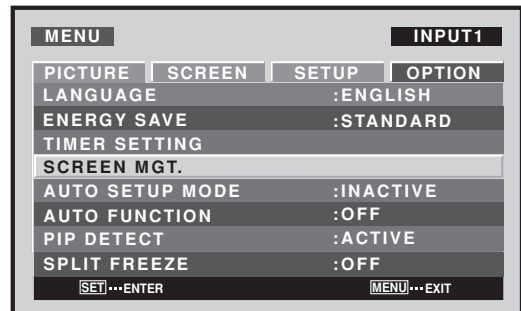 MENU INPUT1
PICTURE SCREEN SETUP OPTION
LANGUAGE :ENGLISH
ENERGY SAVE :STANDARD
TIMER SETTING
SCREEN MGT.
AUTO SETUP MODE :INACTIVE
AUTO FUNCTION :OFF
PIP DETECT :ACTIVE
SPLIT FREEZE :OFF
SET···ENTER MENU···EXIT